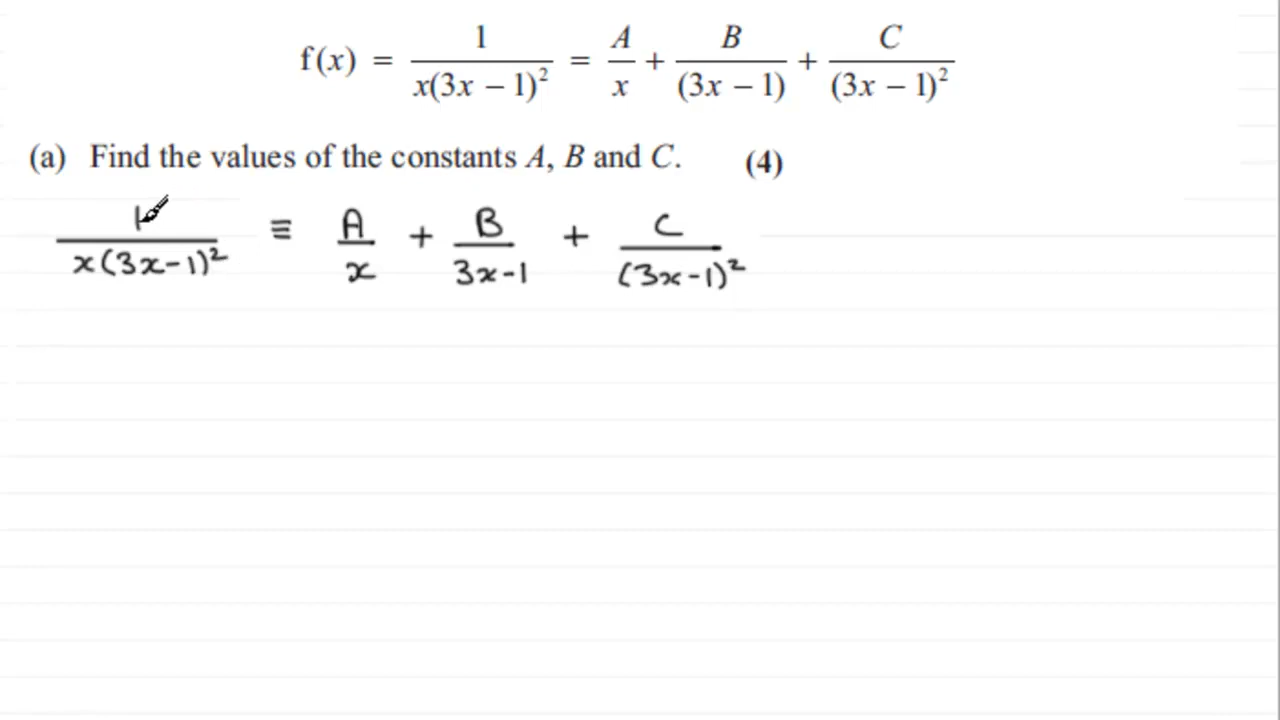 f(x) = 1/(x(3x − 1)²) = A/x + B/(3x − 1) + C/(3x − 1)²
(a) Find the values of the constants A, B and C. (4)
1/(x(3x-1)²) ≡ A/x + B/(3x-1) + C/(3x-1)²